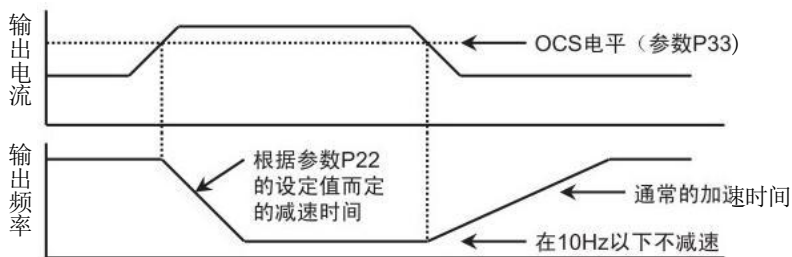 输出电流
OCS电平（参数P33)
输出频率
根据参数P22
的设定值而定
的减速时间
通常的加速时间
在10Hz以下不减速